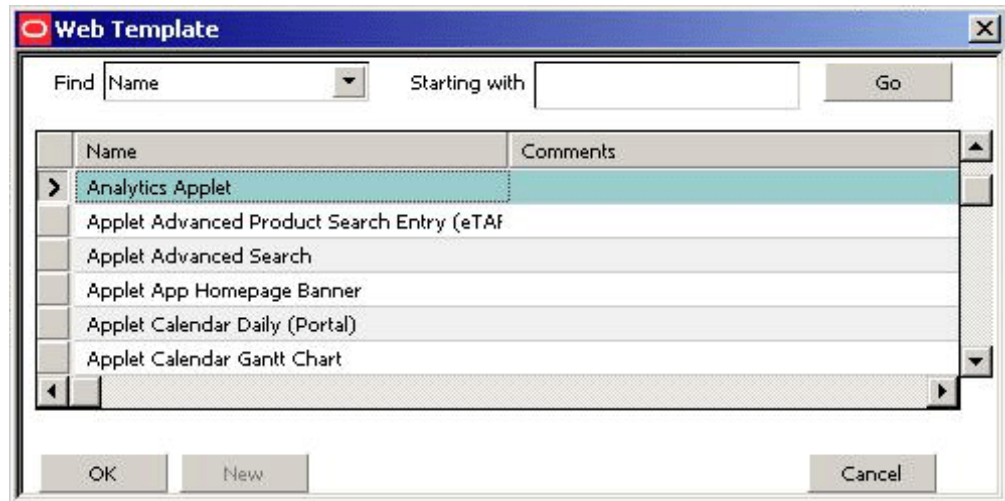 Web Template
Find Name Starting with Go
Name Comments
Analytics Applet
Applet Advanced Product Search Entry (eTAF
Applet Advanced Search
Applet App Homepage Banner
Applet Calendar Daily (Portal)
Applet Calendar Gantt Chart
OK New Cancel